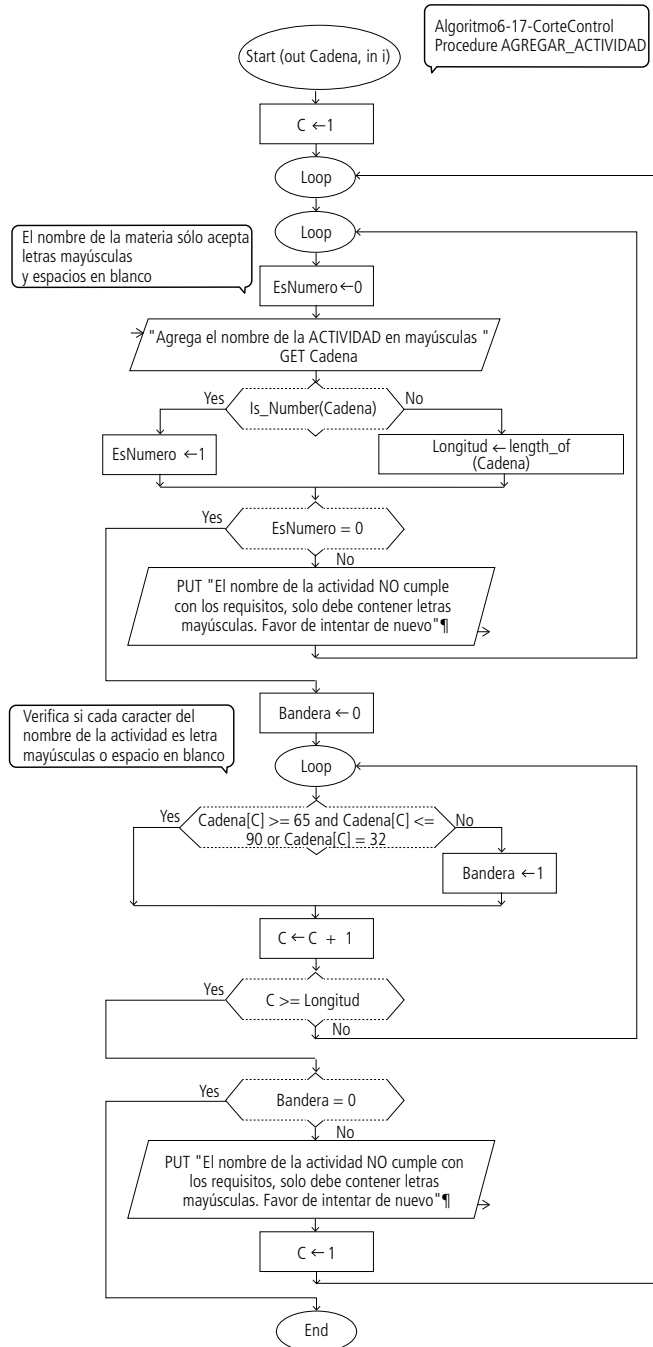 Algoritmo6-17-CorteControl
Procedure AGREGAR_ACTIVIDAD
Start (out Cadena, in i)
C ←1
Loop
Loop
El nombre de la materia sólo acepta
letras mayúsculas
y espacios en blanco
EsNumero←0
"Agrega el nombre de la ACTIVIDAD en mayúsculas "
GET Cadena
Yes
Is_Number(Cadena)
No
EsNumero ←1
Longitud ← length_of
(Cadena)
Yes
EsNumero = 0
No
PUT "El nombre de la actividad NO cumple
con los requisitos, solo debe contener letras
mayúsculas. Favor de intentar de nuevo"¶
Bandera ← 0
Verifica si cada caracter del
nombre de la actividad es letra
mayúsculas o espacio en blanco
Loop
Yes
Cadena[C] >= 65 and Cadena[C] <=
90 or Cadena[C] = 32
No
Bandera ←1
C ← C + 1
Yes
C >= Longitud
No
Yes
Bandera = 0
No
PUT "El nombre de la actividad NO cumple con
los requisitos, solo debe contener letras
mayúsculas. Favor de intentar de nuevo"¶
C ←1
End